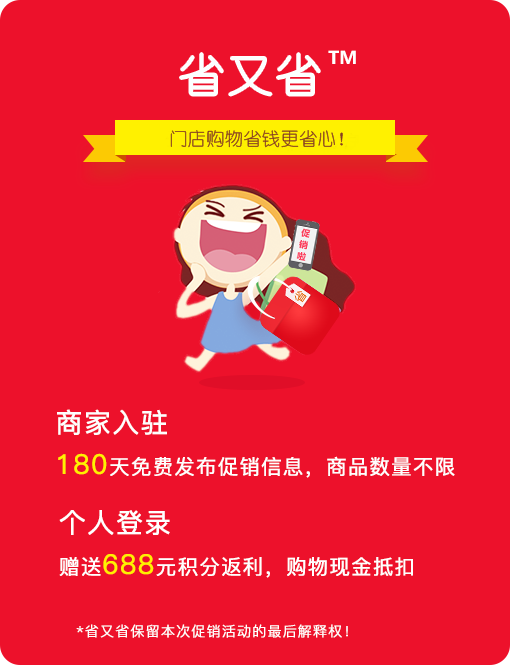 省又省™
门店购物省钱更省心！
促
销
啦
省
商家入驻
180天免费发布促销信息，商品数量不限
个人登录
赠送688元积分返利，购物现金抵扣
*省又省保留本次促销活动的最后解释权！